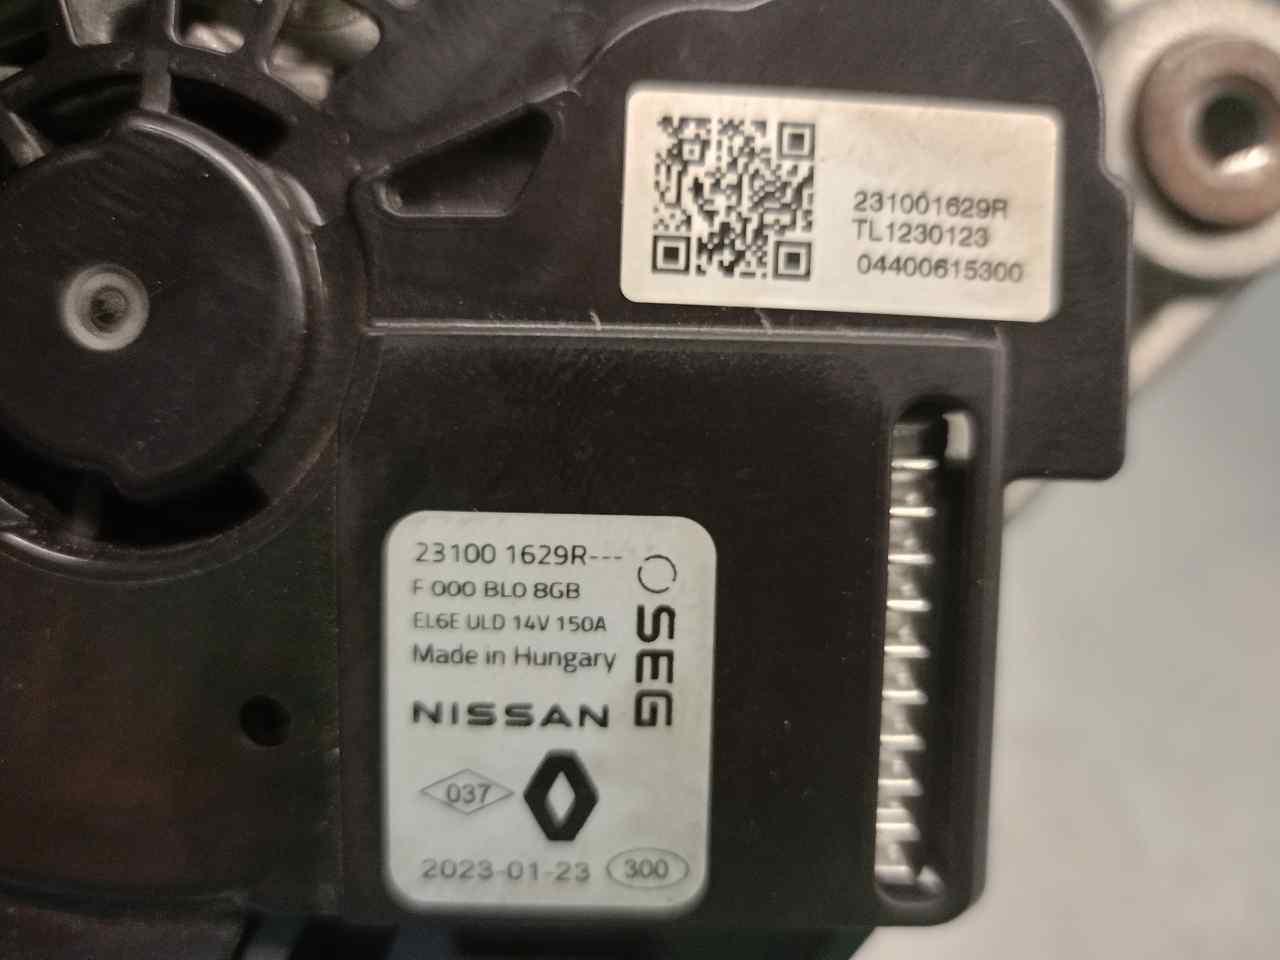 231001629R
TL1230123
04400615300
23100 1629R---
F 000 BL0 8GB
EL6E ULD 14V 150A
Made in Hungary
SEG
NISSAN
037
2023-01-23
300